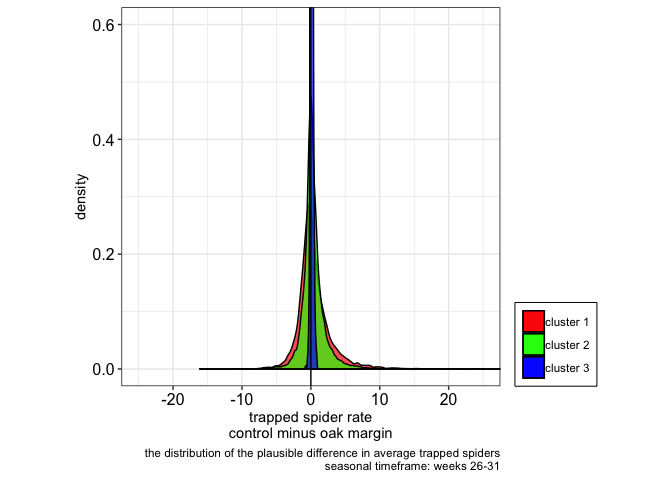 0.6
0.4
density
0.2
0.0
-20 -10 0 10 20
trapped spider rate
control minus oak margin
cluster 1
cluster 2
cluster 3
the distribution of the plausible difference in average trapped spiders
seasonal timeframe: weeks 26-31